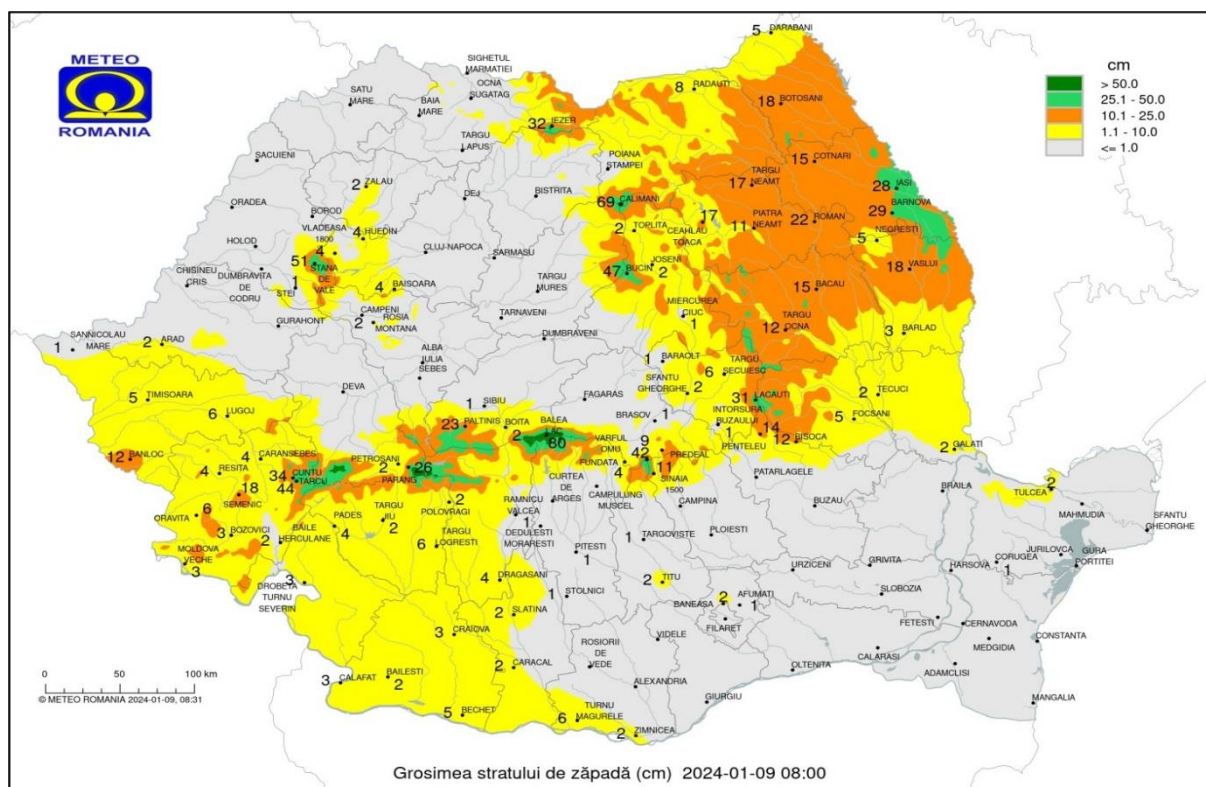 METEO
ROMANIA
cm
> 50.0
25.1 - 50.0
10.1 - 25.0
1.1 - 10.0
<= 1.0
5 DARABANI
SIGHETUL
MARMATIEI
OCNA
SUGATAG
8 RADAUTI
SATU
MARE
BAIA
MARE
18 BOTOSANI
32 IEZER
TARGU
LAPUS
POIANA
STAMPEI
15 COTNARI
SACUIENI
TARGU
NEAMT
17
2 ZALAU
28 IASI
BISTRITA
DEJ
ORADEA
69 CALIMANI
29 BARNOVA
BOROD
17
CEAHLAU
TOACA
PIATRA
NEAMT
11
22 ROMAN
VLADEASA
1800
4
4 HUEDIN
2 TOPLITA
NEGRESTI
5
HOLOD
CLUJ-NAPOCA
SARMASU
JOSENI
2
51 STANA
DE
VALE
47 BUCIN
18 VASLUI
CHISINEU
CRIS
DUMBRAVITA
DE
CODRU
1
STEI
4 BAISOARA
TARGU
MURES
15 BACAU
MIERCUREA
CIUC
1
GURAHONT
CAMPENI
2
ROSIA
MONTANA
TARNAVENI
TARGU
OCNA
12
3 BARLAD
SANNICOLAU
MARE
1
2 ARAD
DUMBRAVENI
ALBA
IULIA
SEBES
1 BARAOLT
TARGU
SECUIESC
6
SFANTU
GHEORGHE
2
DEVA
2 TECUCI
5 TIMISOARA
FAGARAS
31 LACAUTI
6 LUGOJ
1 SIBIU
5 FOCSANI
BRASOV
1
INTORSURA
BUZAULUI
1
23 PALTINIS
BOITA
2
BALEA
LAC
80
14
PENTELEU
12 BISOCA
2 GALATI
VARFUL
OMU
42
9
PREDEAL
11
SINAIA
1500
FUNDATA
4
12 BANLOC
4 CARANSEBES
4 RESITA
PETROSANI
2
26
PARANG
34 CUNTU
44 TARCU
CURTEA
DE
ARGES
CAMPULUNG
MUSCEL
CAMPINA
PATARLAGELE
BUZAU
BRAILA
TULCEA
2
MAHMUDIA
SFANTU
GHEORGHE
18
SEMENIC
2
POLOVRAGI
RAMNICU
VALCEA
1
DEDULESTI
MORARESTI
6
ORAVITA
3 BOZOVICI
BAILE
HERCULANE
2
PADES
4
TARGU
JIU
2
TARGU
LOGRESTI
6
PITESTI
1
1 TARGOVISTE
PLOIESTI
MOLDOVA
VECHE
3
GRIVITA
HARSOVA
CORUGEA
1
JURILOVCA
GURA
PORTITEI
URZICENI
DROBETA
TURNU
SEVERIN
3
4 DRAGASANI
2 TITU
STOLNICI
1
SLOBOZIA
BANEASA
2
AFUMATI
1
FILARET
2 SLATINA
FETESTI
CERNAVODA
CONSTANTA
MEDGIDIA
3 CRAIOVA
ROSIORII
DE
VEDE
VIDELE
CALARASI
OLTENITA
ADAMCLISI
2 CARACAL
3 CALAFAT
BAILESTI
2
ALEXANDRIA
GIURGIU
MANGALIA
5 BECHET
6
TURNU
MAGURELE
2 ZIMNICEA
0 50 100 km
© METEO ROMANIA 2024-01-09, 08:31
Grosimea stratului de zăpadă (cm) 2024-01-09 08:00